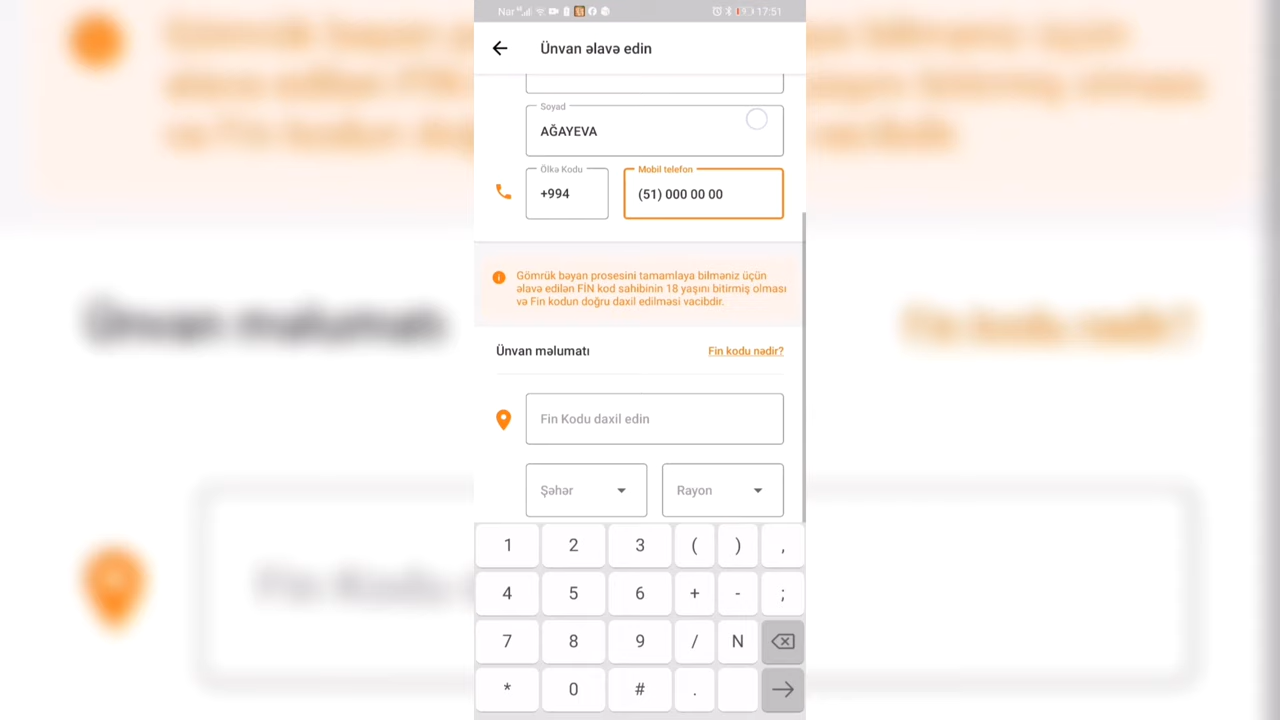 Nar 17:51
Ünvan əlavə edin
Soyad
AĞAYEVA
Ölkə Kodu
Mobil telefon
+994
(51) 000 00 00
Gömrük bəyan prosesini tamamlaya bilməniz üçün
əlavə edilən FİN kod sahibinin 18 yaşını bitirmiş olması
və Fin kodun doğru daxil edilməsi vacibdir.
Ünvan məlumatı
Fin kodu nədir?
Fin Kodu daxil edin
Şəhər
Rayon
1 2 3 ( ) ,
4 5 6 + - ;
7 8 9 / N
* 0 # .